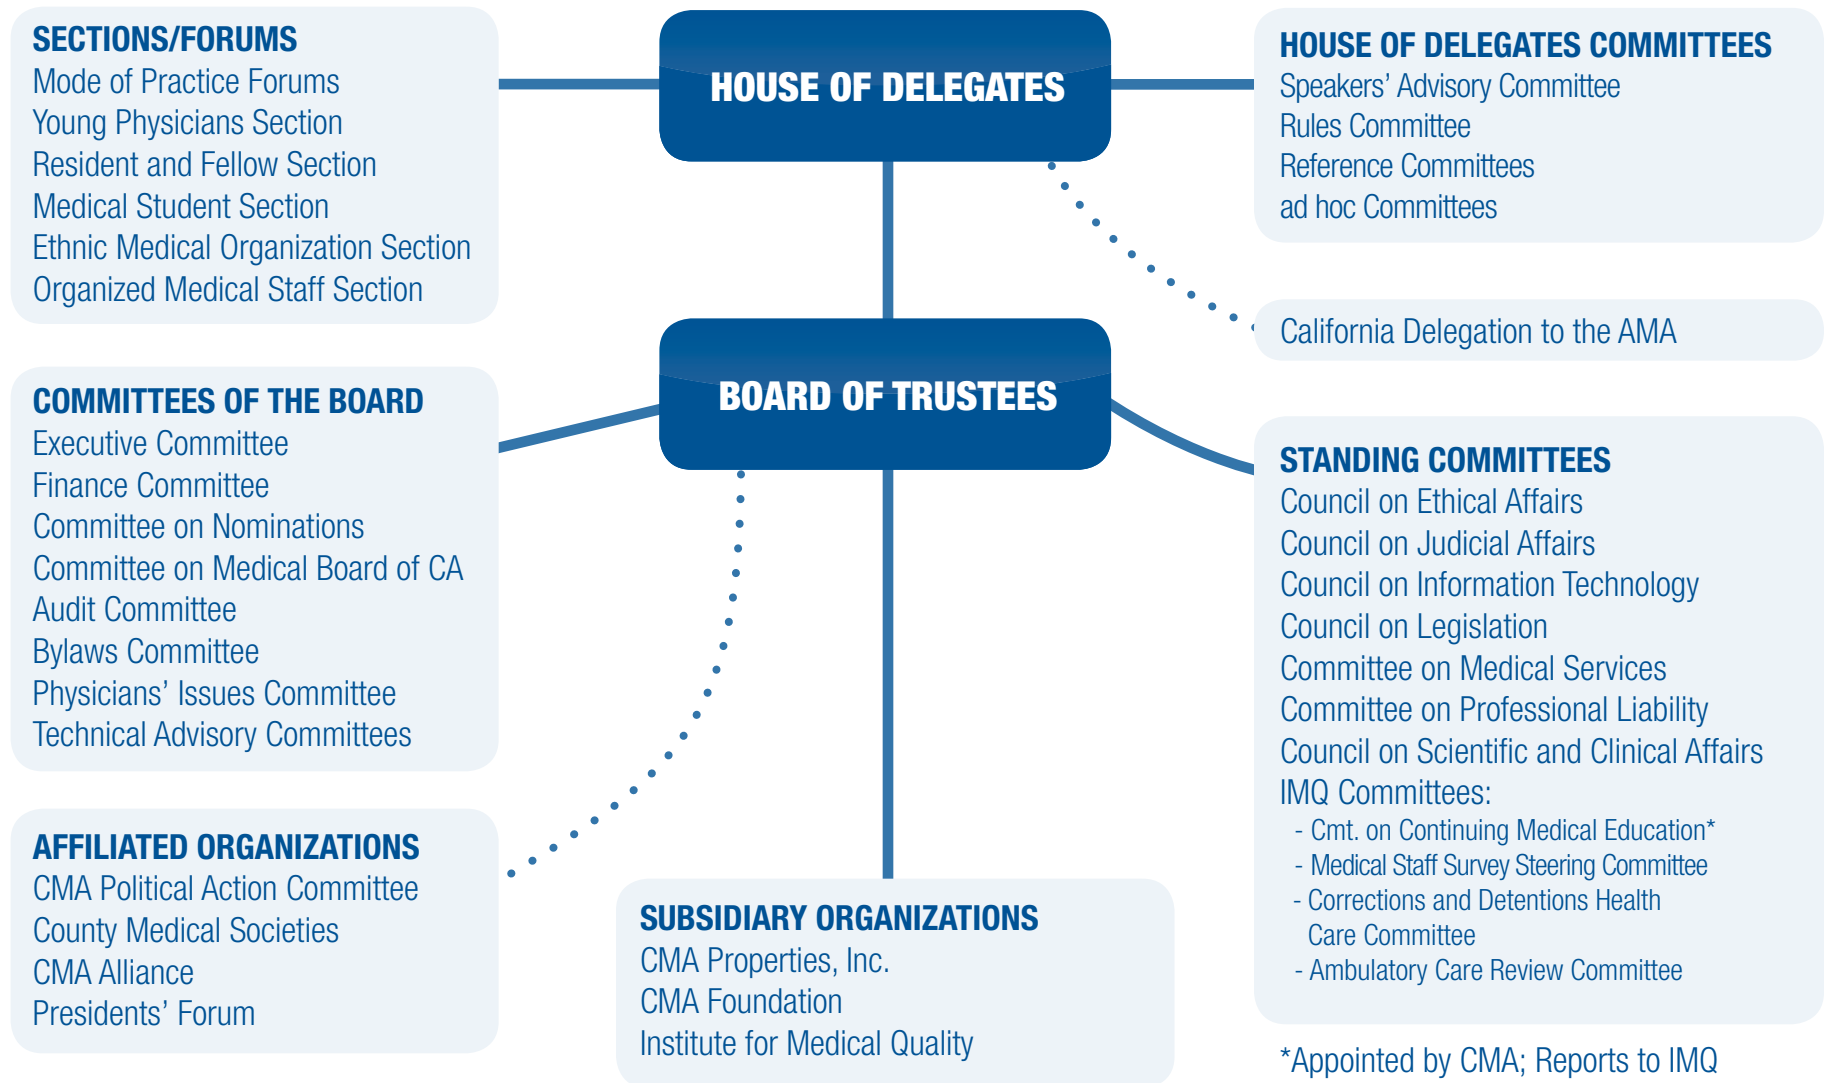 SECTIONS/FORUMS
Mode of Practice Forums
Young Physicians Section
Resident and Fellow Section
Medical Student Section
Ethnic Medical Organization Section
Organized Medical Staff Section
HOUSE OF DELEGATES
HOUSE OF DELEGATES COMMITTEES
Speakers’ Advisory Committee
Rules Committee
Reference Committees
ad hoc Committees
California Delegation to the AMA
BOARD OF TRUSTEES
COMMITTEES OF THE BOARD
Executive Committee
Finance Committee
Committee on Nominations
Committee on Medical Board of CA
Audit Committee
Bylaws Committee
Physicians’ Issues Committee
Technical Advisory Committees
STANDING COMMITTEES
Council on Ethical Affairs
Council on Judicial Affairs
Council on Information Technology
Council on Legislation
Committee on Medical Services
Committee on Professional Liability
Council on Scientific and Clinical Affairs
IMQ Committees:
- Cmt. on Continuing Medical Education*
- Medical Staff Survey Steering Committee
- Corrections and Detentions Health
Care Committee
- Ambulatory Care Review Committee
AFFILIATED ORGANIZATIONS
CMA Political Action Committee
County Medical Societies
CMA Alliance
Presidents’ Forum
SUBSIDIARY ORGANIZATIONS
CMA Properties, Inc.
CMA Foundation
Institute for Medical Quality
*Appointed by CMA; Reports to IMQ